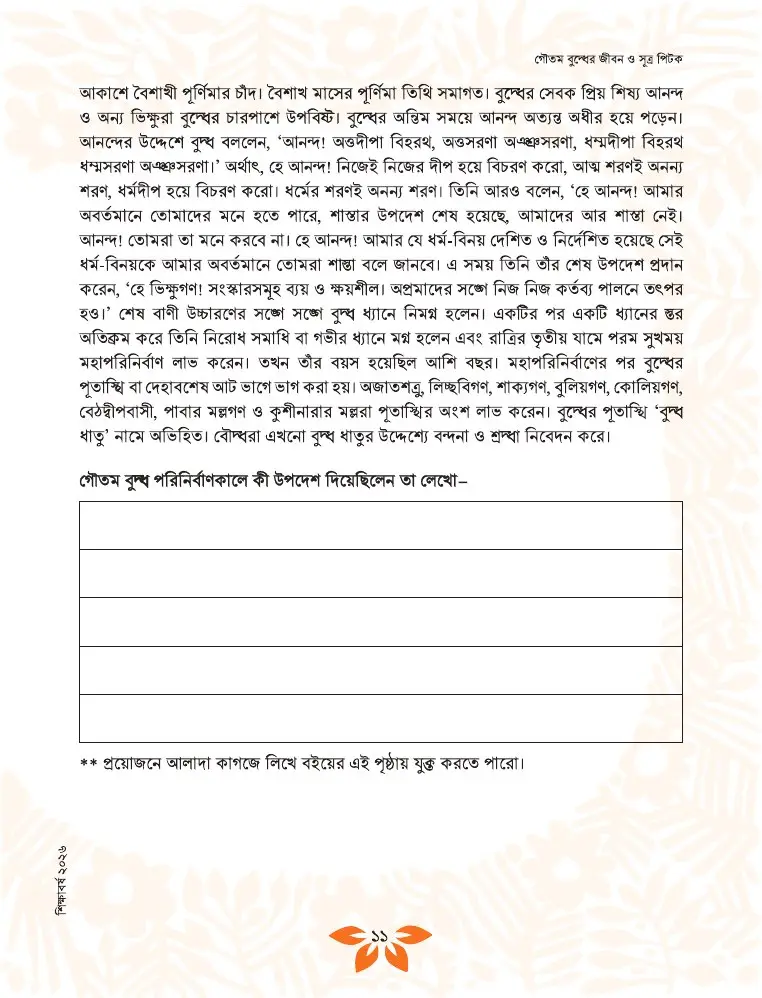 গৌতম বুদ্ধের জীবন ও সূত্র পিটক
আকাশে বৈশাখী পূর্ণিমার চাঁদ। বৈশাখ মাসের পূর্ণিমা তিথি সমাগত। বুদ্ধের সেবক প্রিয় শিষ্য আনন্দ
ও অন্য ভিক্ষুরা বুদ্ধের চারপাশে উপবিষ্ট। বুদ্ধের অন্তিম সময়ে আনন্দ অত্যন্ত অধীর হয়ে পড়েন।
আনন্দের উদ্দেশে বুদ্ধ বললেন, ‘আনন্দ! অত্তদীপা বিহরথ, অত্তসরণা অঞ্ঞসরণা, ধম্মদীপা বিহরথ
ধম্মসরণা অঞ্ঞসরণা।’ অর্থাৎ, হে আনন্দ! নিজেই নিজের দীপ হয়ে বিচরণ করো, আত্ম শরণই অনন্য
শরণ, ধর্মদীপ হয়ে বিচরণ করো। ধর্মের শরণই অনন্য শরণ। তিনি আরও বলেন, ‘হে আনন্দ! আমার
অবর্তমানে তোমাদের মনে হতে পারে, শাস্তার উপদেশ শেষ হয়েছে, আমাদের আর শাস্তা নেই।
আনন্দ! তোমরা তা মনে করবে না। হে আনন্দ! আমার যে ধর্ম-বিনয় দেশিত ও নির্দেশিত হয়েছে সেই
ধর্ম-বিনয়কে আমার অবর্তমানে তোমরা শাস্তা বলে জানবে। এ সময় তিনি তাঁর শেষ উপদেশ প্রদান
করেন, ‘হে ভিক্ষুগণ! সংস্কারসমূহ ব্যয় ও ক্ষয়শীল। অপ্রমাদের সঙ্গে নিজ নিজ কর্তব্য পালনে তৎপর
হও।’ শেষ বাণী উচ্চারণের সঙ্গে সঙ্গে বুদ্ধ ধ্যানে নিমগ্ন হলেন। একটির পর একটি ধ্যানের স্তর
অতিক্রম করে তিনি নিরোধ সমাধি বা গভীর ধ্যানে মগ্ন হলেন এবং রাত্রির তৃতীয় যামে পরম সুখময়
মহাপরিনির্বাণ লাভ করেন। তখন তাঁর বয়স হয়েছিল আশি বছর। মহাপরিনির্বাণের পর বুদ্ধের
পূতাস্থি বা দেহাবশেষ আট ভাগে ভাগ করা হয়। অজাতশত্রু, লিচ্ছবিগণ, শাক্যগণ, বুলিয়গণ, কোলিয়গণ,
বেঠদ্বীপবাসী, পাবার মল্লগণ ও কুশীনারার মল্লরা পূতাস্থির অংশ লাভ করেন। বুদ্ধের পূতাস্থি ‘বুদ্ধ
ধাতু’ নামে অভিহিত। বৌদ্ধরা এখনো বুদ্ধ ধাতুর উদ্দেশ্যে বন্দনা ও শ্রদ্ধা নিবেদন করে।
গৌতম বুদ্ধ পরিনির্বাণকালে কী উপদেশ দিয়েছিলেন তা লেখো–
** প্রয়োজনে আলাদা কাগজে লিখে বইয়ের এই পৃষ্ঠায় যুক্ত করতে পারো।
শিক্ষাবর্ষ ২০২৬
১১